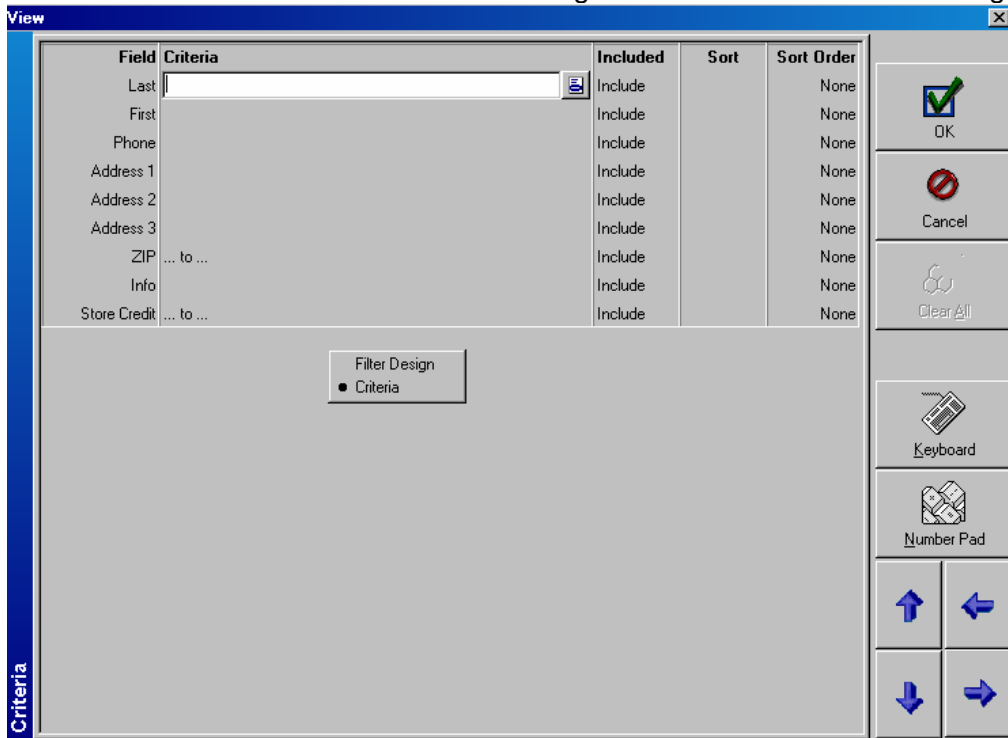 View
Field Criteria Included Sort Sort Order
Last Include None
First Include None
Phone Include None
Address 1 Include None
Address 2 Include None
Address 3 Include None
ZIP ... to ... Include None
Info Include None
Store Credit ... to ... Include None
Filter Design
Criteria
OK
Cancel
Clear All
Keyboard
Number Pad
Criteria